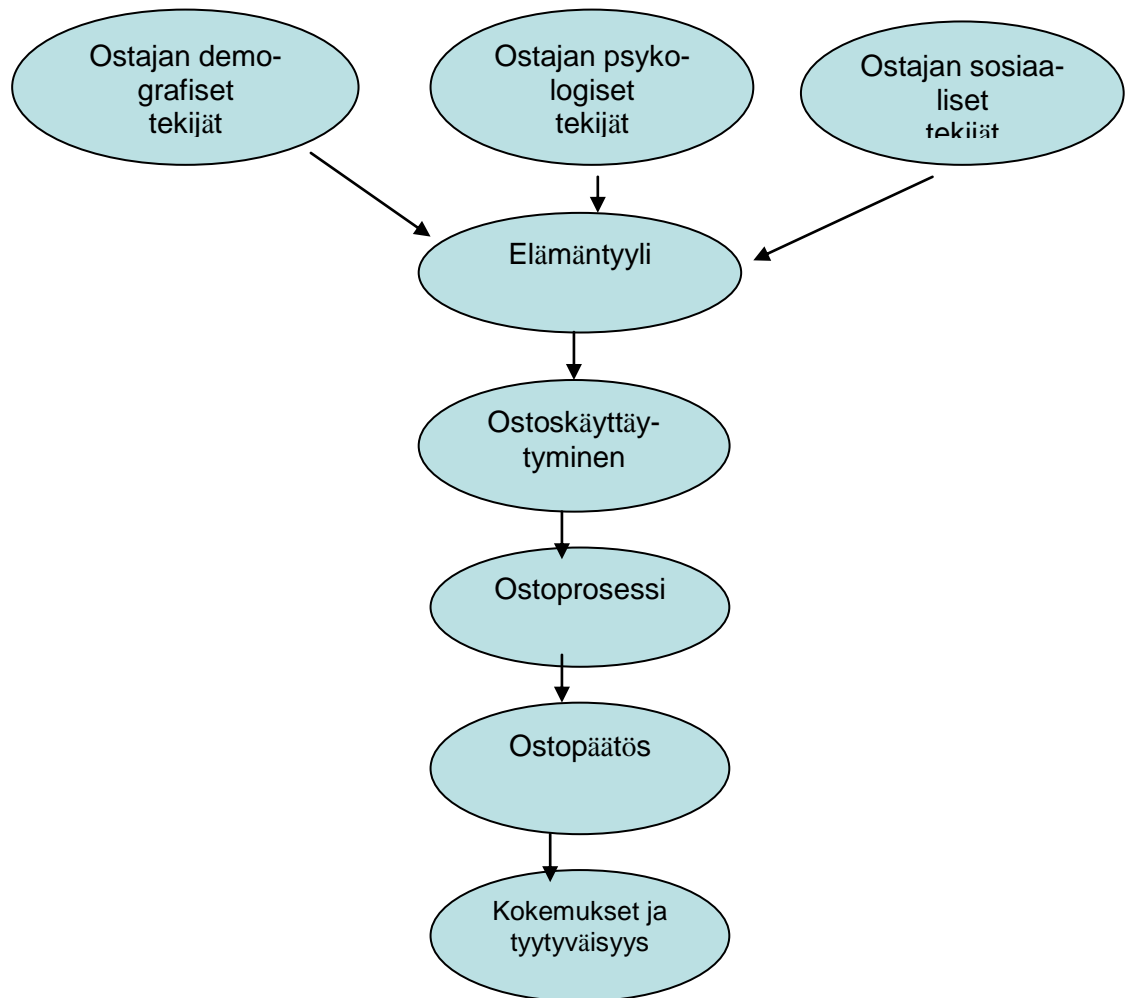 Ostajan demo-
grafiset
tekijät
Ostajan psyko-
logiset
tekijät
Ostajan sosiaa-
liset
tekijät
Elämäntyyli
Ostoskäyttäy-
tyminen
Ostoprosessi
Ostopäätös
Kokemukset ja
tyytyväisyys